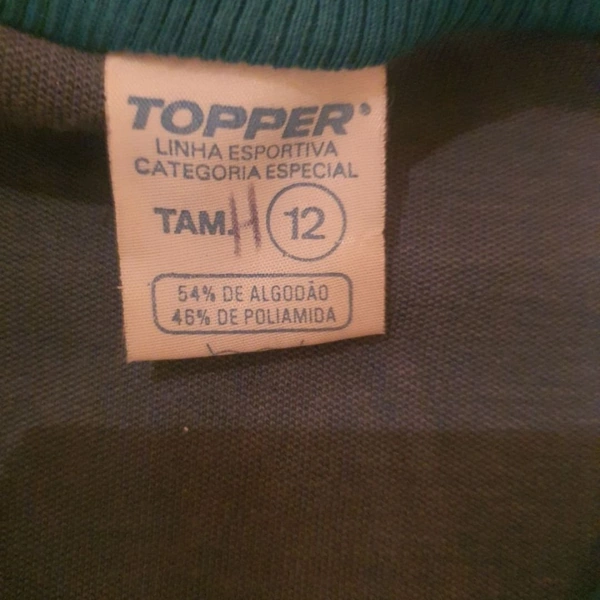 TOPPER®
LINHA ESPORTIVA
CATEGORIA ESPECIAL
TAM. H 12
54% DE ALGODÃO
46% DE POLIAMIDA